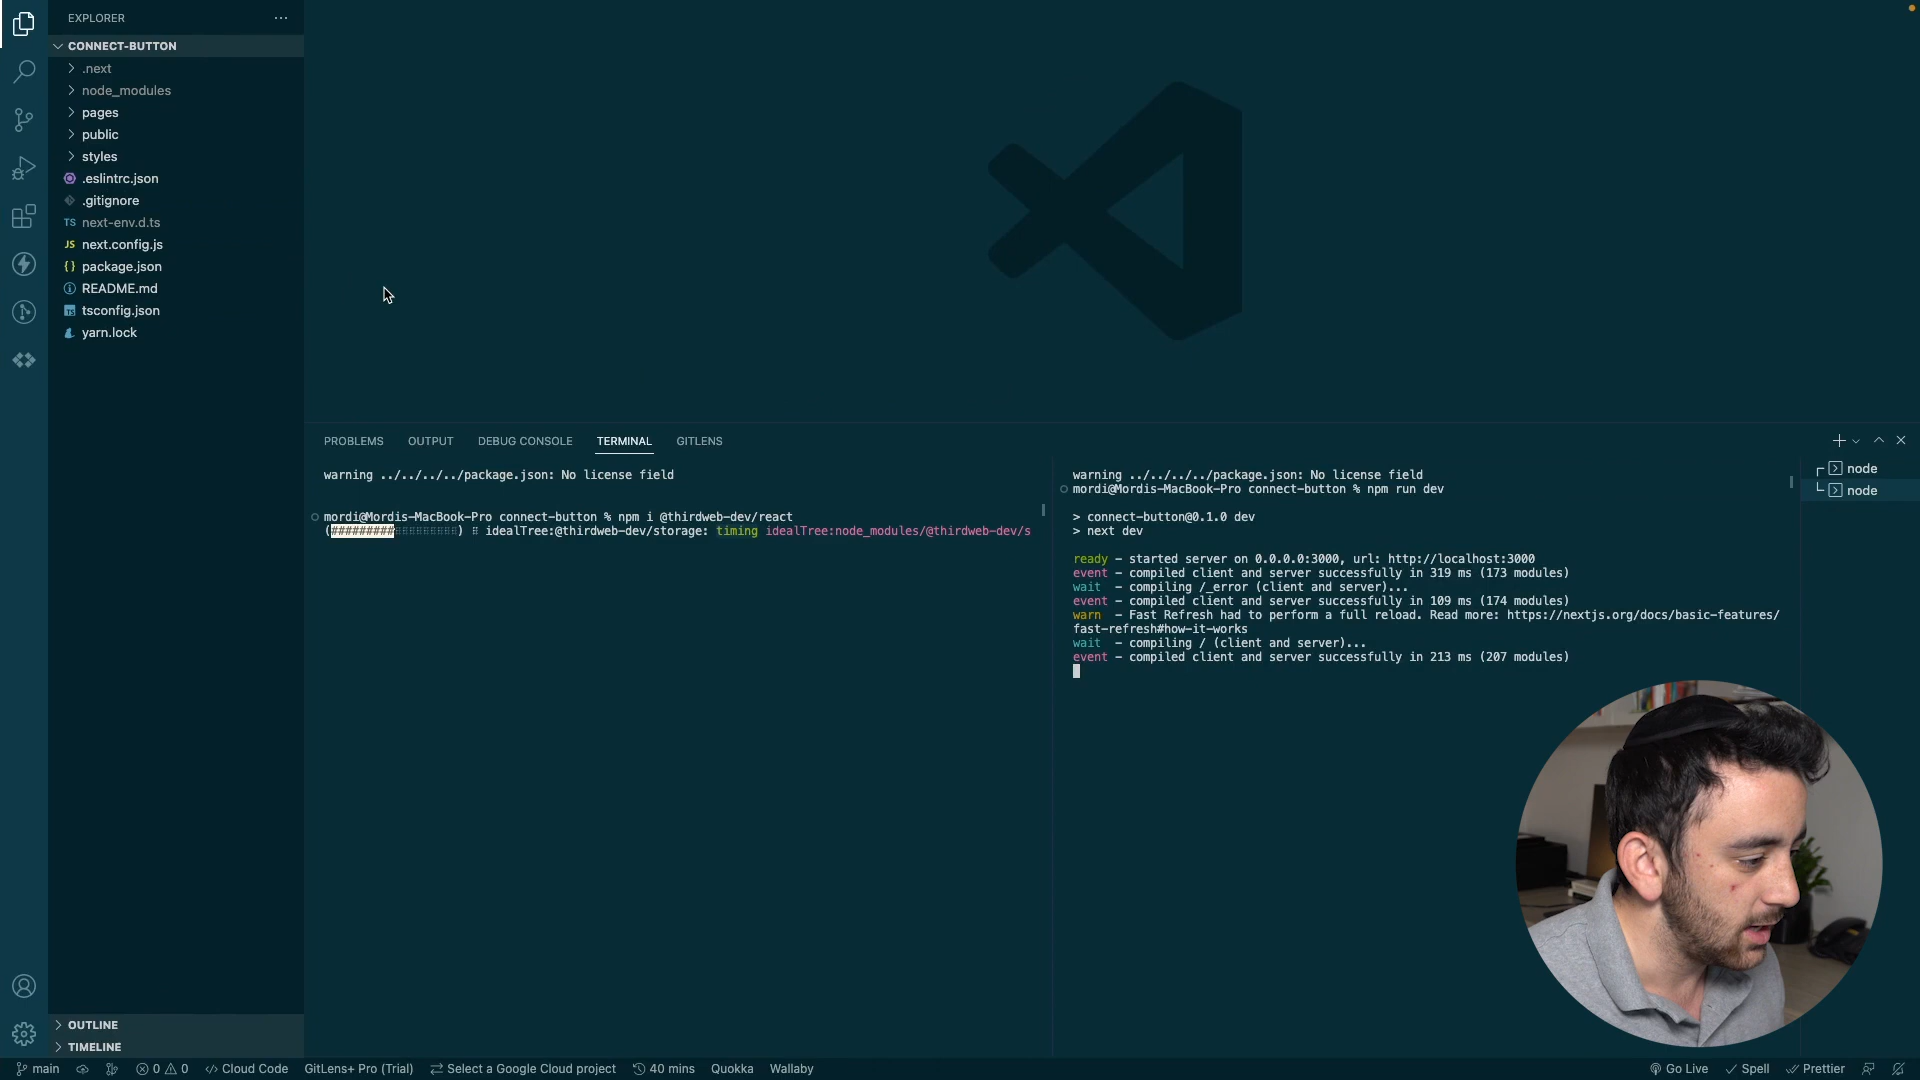 EXPLORER
CONNECT-BUTTON
.next
node_modules
pages
public
styles
.eslintrc.json
.gitignore
TS next-env.d.ts
JS next.config.js
{} package.json
README.md
tsconfig.json
yarn.lock
OUTLINE
TIMELINE
PROBLEMS OUTPUT DEBUG CONSOLE TERMINAL GITLENS
warning ../../../../package.json: No license field
mordi@Mordis-MacBook-Pro connect-button % npm i @thirdweb-dev/react
(#########⠂⠂⠂⠂⠂⠂⠂⠂⠂) ⠏ idealTree:@thirdweb-dev/storage: timing idealTree:node_modules/@thirdweb-dev/s
warning ../../../../package.json: No license field
mordi@Mordis-MacBook-Pro connect-button % npm run dev
> connect-button@0.1.0 dev
> next dev
ready - started server on 0.0.0.0:3000, url: http://localhost:3000
event - compiled client and server successfully in 319 ms (173 modules)
wait - compiling /_error (client and server)...
event - compiled client and server successfully in 109 ms (174 modules)
warn - Fast Refresh had to perform a full reload. Read more: https://nextjs.org/docs/basic-features/
fast-refresh#how-it-works
wait - compiling / (client and server)...
event - compiled client and server successfully in 213 ms (207 modules)
node
node
main 0 0 Cloud Code GitLens+ Pro (Trial) Select a Google Cloud project 40 mins Quokka Wallaby Go Live Spell Prettier